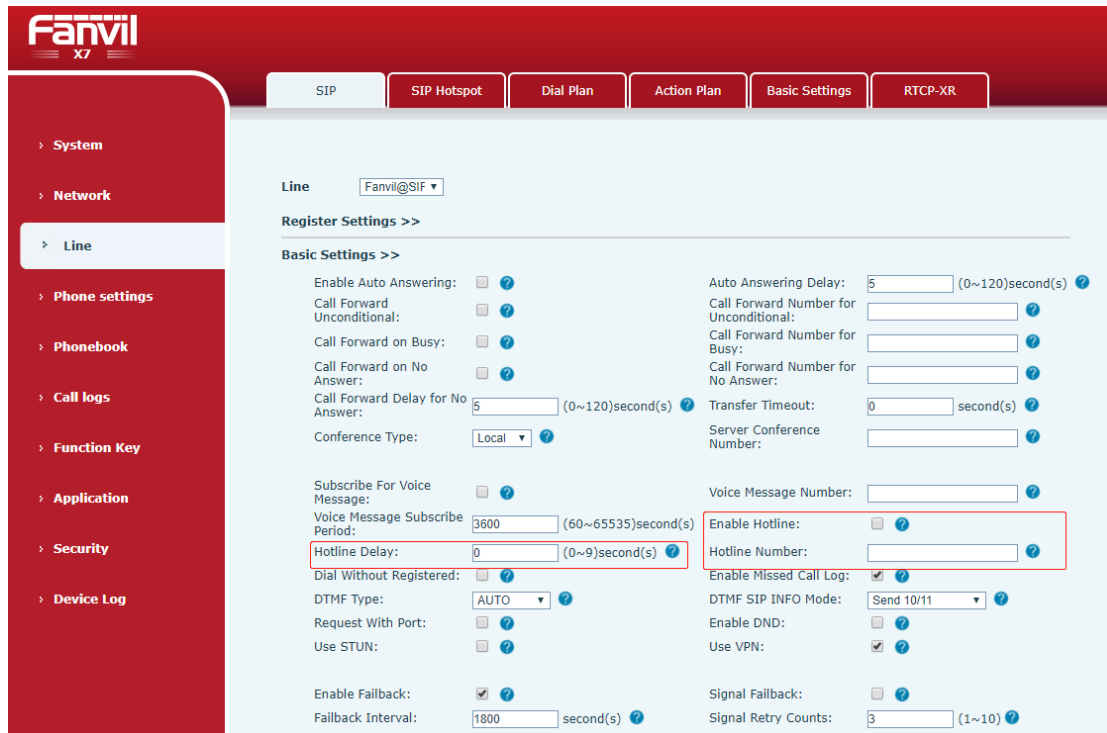 Fanvil
X7
SIP SIP Hotspot Dial Plan Action Plan Basic Settings RTCP-XR
› System
› Network
› Line
› Phone settings
› Phonebook
› Call logs
› Function Key
› Application
› Security
› Device Log
Line Fanvil@SIF ▼
Register Settings >>
Basic Settings >>
Enable Auto Answering: ? Auto Answering Delay: 5 (0~120)second(s) ?
Call Forward
Unconditional: ? Call Forward Number for
Unconditional: ?
Call Forward on Busy: ? Call Forward Number for
Busy: ?
Call Forward on No
Answer: ? Call Forward Number for
No Answer: ?
Call Forward Delay for No
Answer: 5 (0~120)second(s) ? Transfer Timeout: 0 second(s) ?
Conference Type: Local ▼ ? Server Conference
Number: ?
Subscribe For Voice
Message: ? Voice Message Number: ?
Voice Message Subscribe
Period: 3600 (60~65535)second(s) Enable Hotline: ?
Hotline Delay: 0 (0~9)second(s) ? Hotline Number: ?
Dial Without Registered: ? Enable Missed Call Log: ?
DTMF Type: AUTO ▼ ? DTMF SIP INFO Mode: Send 10/11 ▼ ?
Request With Port: ? Enable DND: ?
Use STUN: ? Use VPN: ?
Enable Failback: ? Signal Failback: ?
Failback Interval: 1800 second(s) ? Signal Retry Counts: 3 (1~10) ?